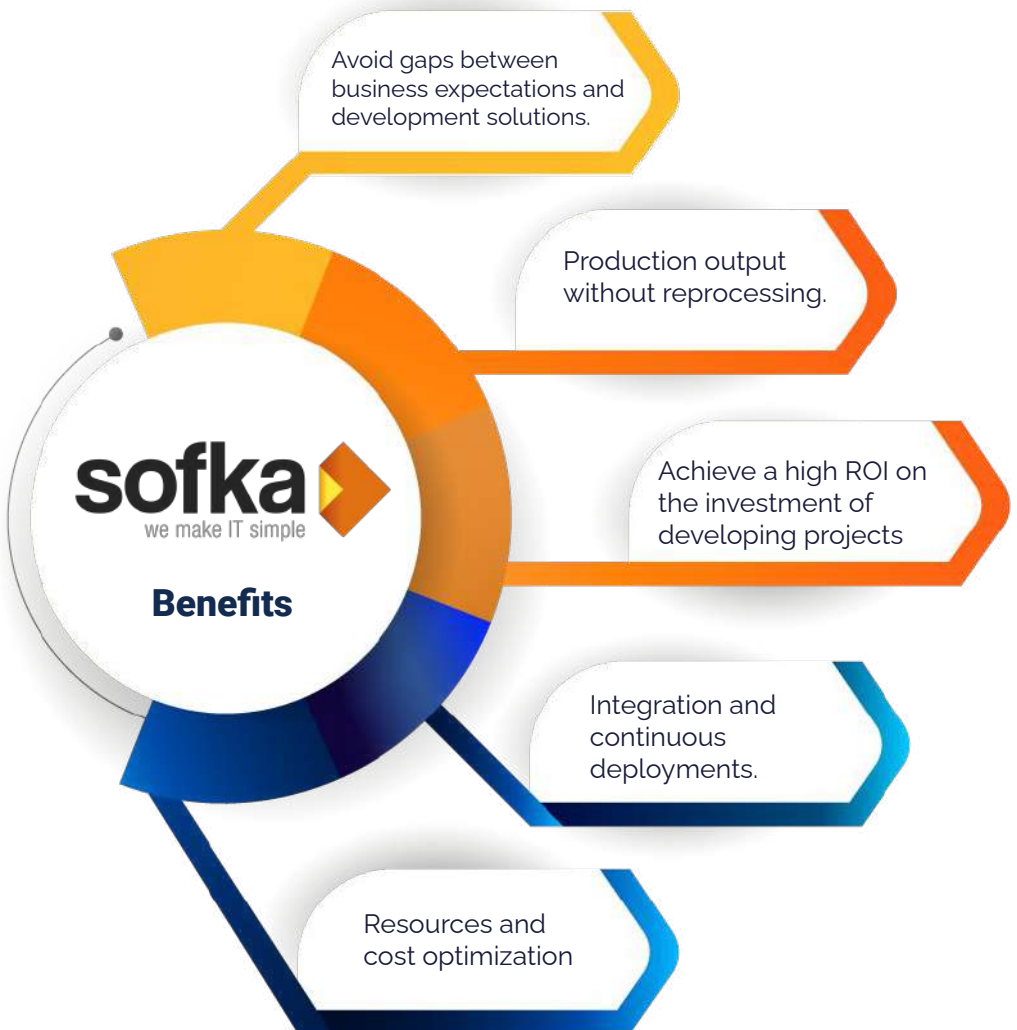 Avoid gaps between
business expectations and
development solutions.
Production output
without reprocessing.
sofka
we make IT simple
Benefits
Achieve a high ROI on
the investment of
developing projects
Integration and
continuous
deployments.
Resources and
cost optimization